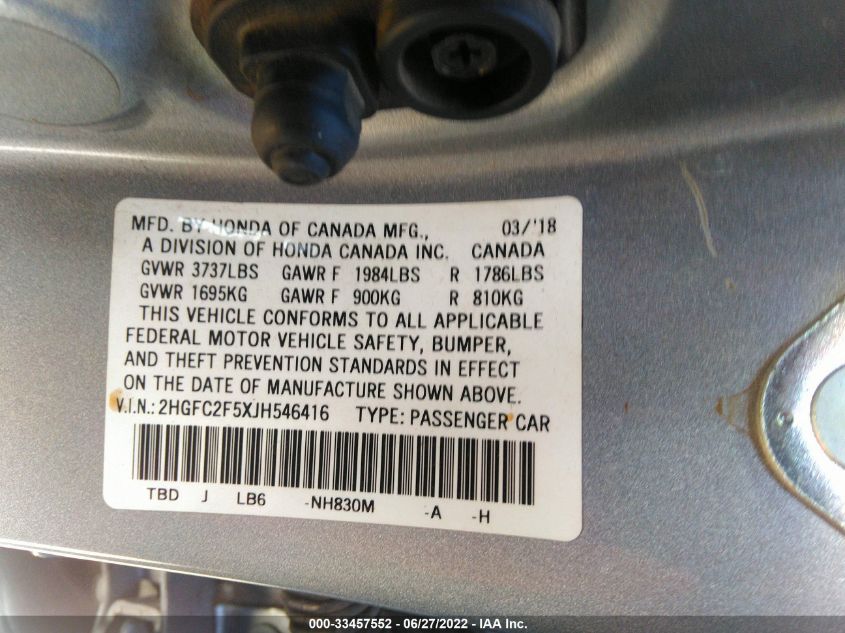 MFD. BY HONDA OF CANADA MFG., 03/'18
A DIVISION OF HONDA CANADA INC. CANADA
GVWR 3737LBS GAWR F 1984LBS R 1786LBS
GVWR 1695KG GAWR F 900KG R 810KG
THIS VEHICLE CONFORMS TO ALL APPLICABLE
FEDERAL MOTOR VEHICLE SAFETY, BUMPER,
AND THEFT PREVENTION STANDARDS IN EFFECT
ON THE DATE OF MANUFACTURE SHOWN ABOVE.
V.I.N.: 2HGFC2F5XJH546416 TYPE: PASSENGER CAR
TBD J LB6 -NH830M -A -H
000-33457552 / 06/27/2022 - IAA Inc.